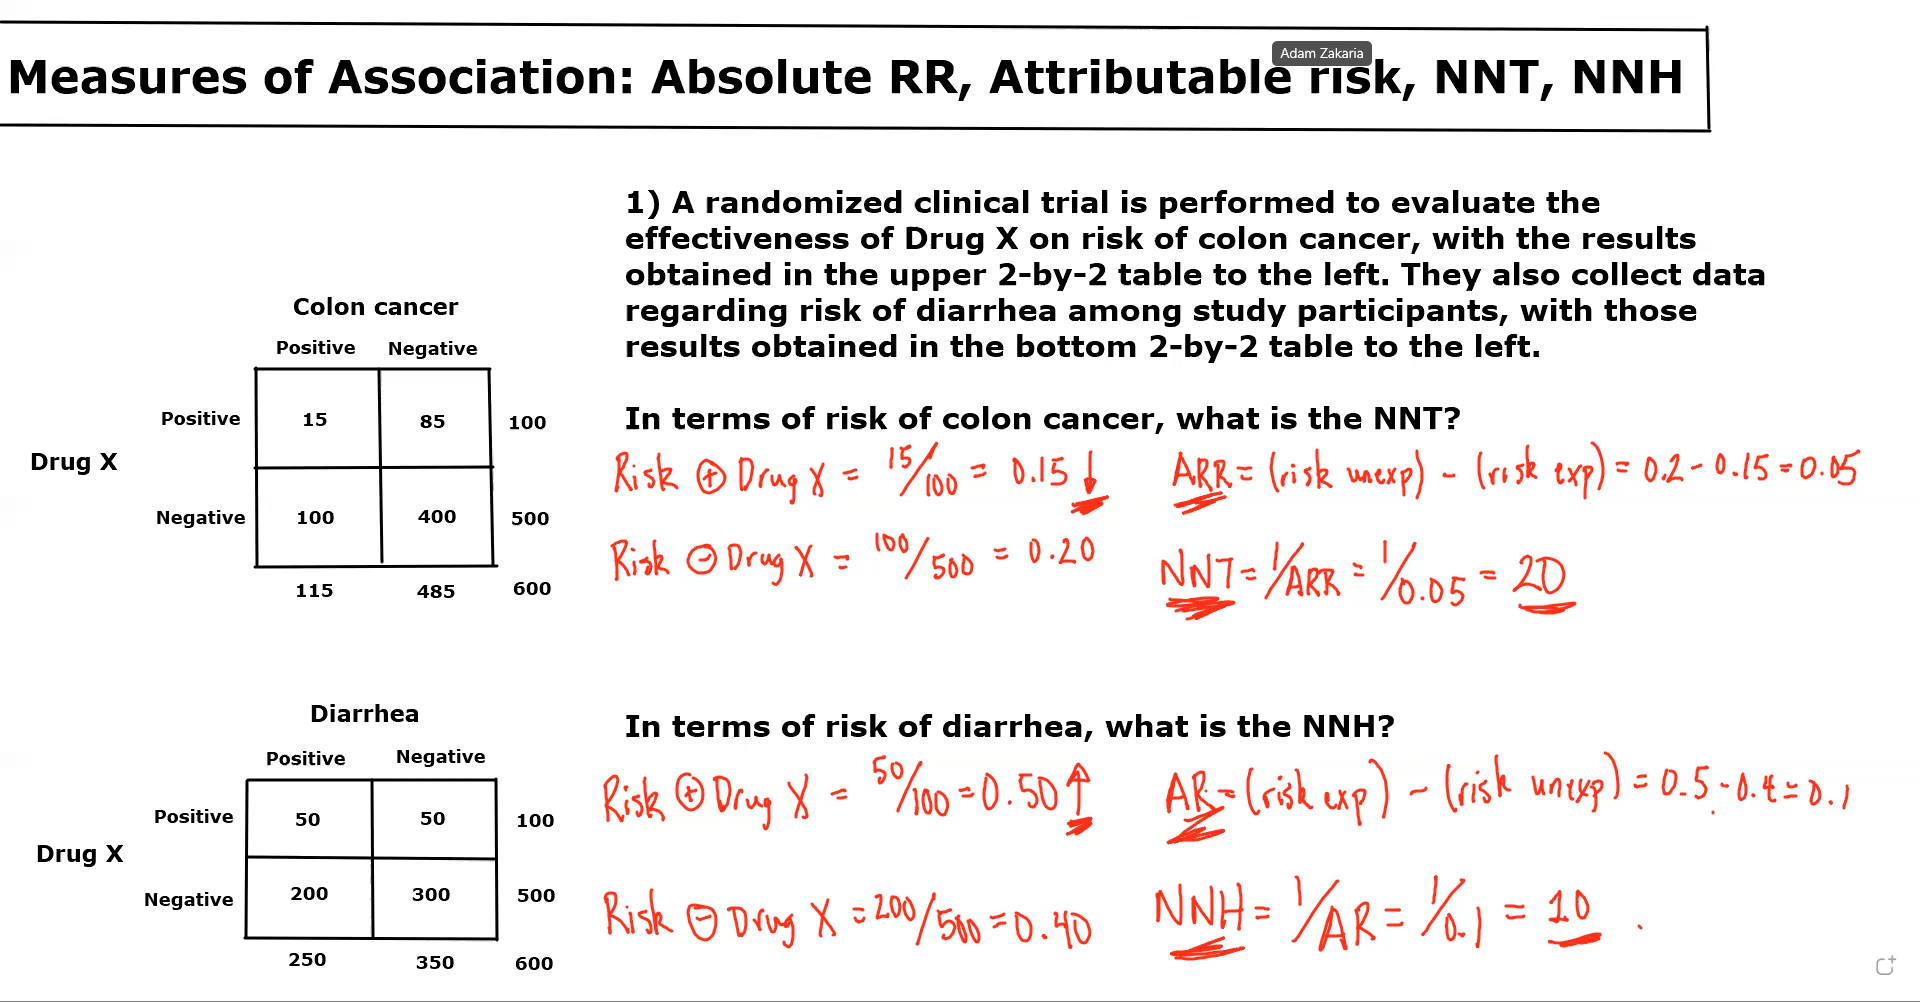 Adam Zakaria
Measures of Association: Absolute RR, Attributable risk, NNT, NNH
1) A randomized clinical trial is performed to evaluate the
effectiveness of Drug X on risk of colon cancer, with the results
obtained in the upper 2-by-2 table to the left. They also collect data
regarding risk of diarrhea among study participants, with those
results obtained in the bottom 2-by-2 table to the left.
Colon cancer
Positive Negative
Positive 15 85 100
Drug X
Negative 100 400 500
115 485 600
In terms of risk of colon cancer, what is the NNT?
Risk ⊕ Drug X = 15/100 = 0.15 ↓
ARR = (risk unexp) - (risk exp) = 0.2 - 0.15 = 0.05
Risk ⊖ Drug X = 100/500 = 0.20
NNT = 1/ARR = 1/0.05 = 20
Diarrhea
Positive Negative
Positive 50 50 100
Drug X
Negative 200 300 500
250 350 600
In terms of risk of diarrhea, what is the NNH?
Risk ⊕ Drug X = 50/100 = 0.50 ↑
AR = (risk exp) - (risk unexp) = 0.5 - 0.4 = 0.1
Risk ⊖ Drug X = 200/500 = 0.40
NNH = 1/AR = 1/0.1 = 10